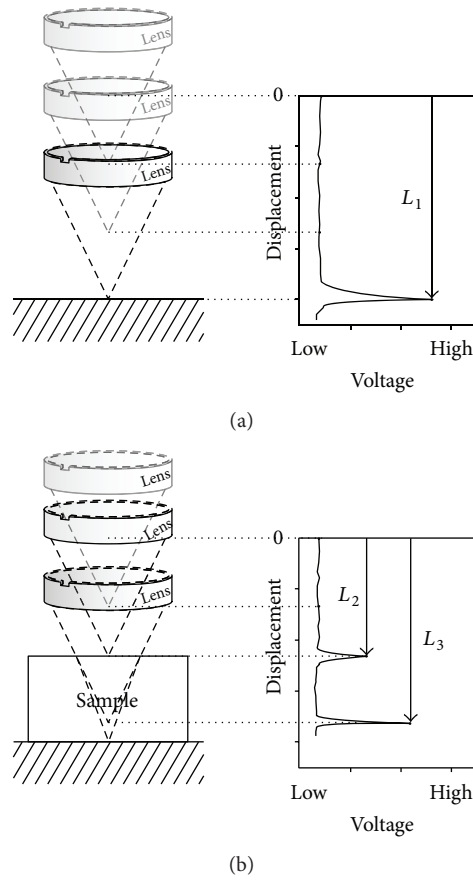 Lens
Lens
Lens
0
Displacement
L1
Low
High
Voltage
(a)
Lens
Lens
Lens
Sample
0
Displacement
L2
L3
Low
High
Voltage
(b)